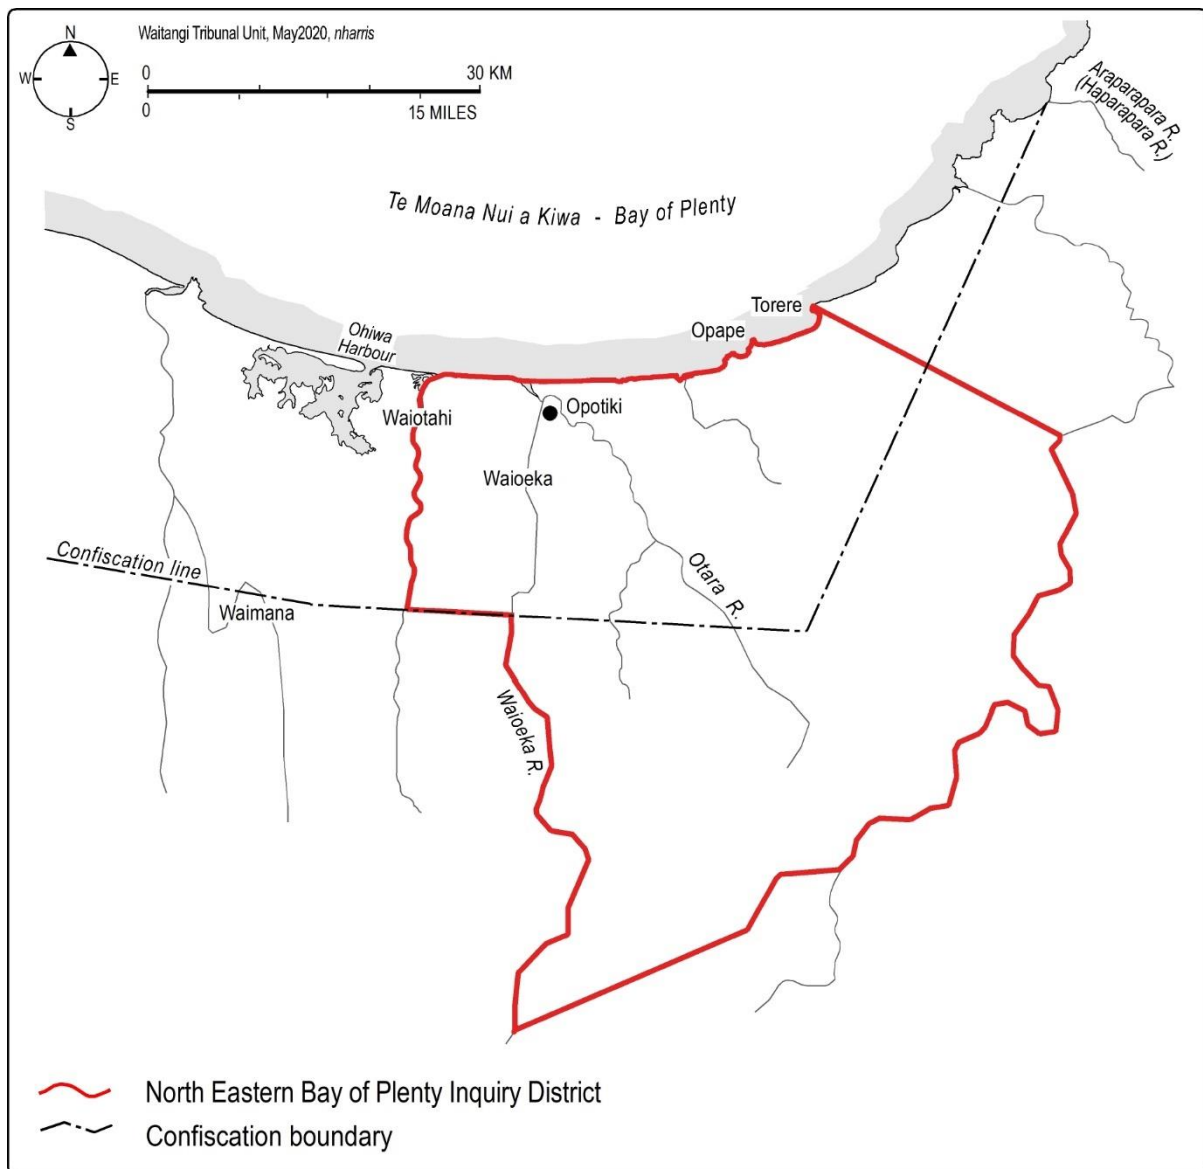 N
W
E
S
Waitangi Tribunal Unit, May2020, nharris
0
30 KM
0
15 MILES
Araparapara R.
(Haparapara R.)
Te Moana Nui a Kiwa - Bay of Plenty
Torere
Opape
Ohiwa
Harbour
Opotiki
Waiotahi
Waioeka
Confiscation line
Otara R.
Waimana
Waioeka R.
North Eastern Bay of Plenty Inquiry District
Confiscation boundary